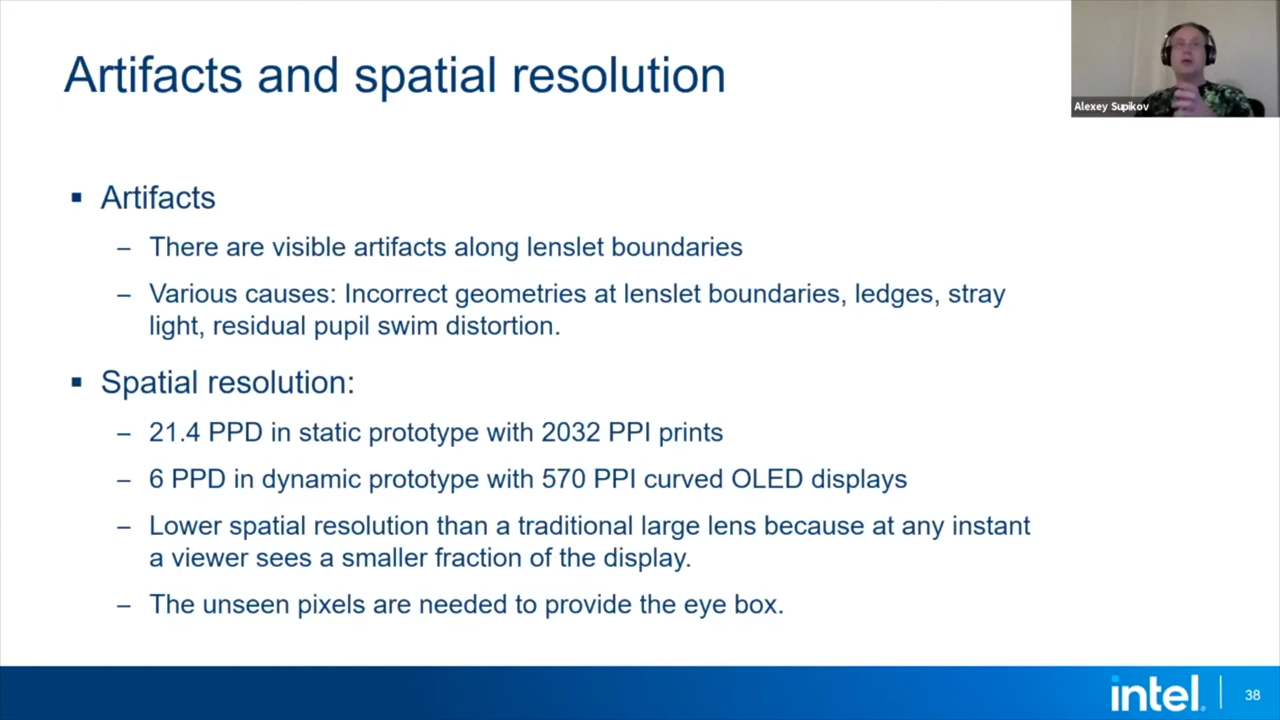 Artifacts and spatial resolution
Alexey Supikov
▪ Artifacts
– There are visible artifacts along lenslet boundaries
– Various causes: Incorrect geometries at lenslet boundaries, ledges, stray
light, residual pupil swim distortion.
▪ Spatial resolution:
– 21.4 PPD in static prototype with 2032 PPI prints
– 6 PPD in dynamic prototype with 570 PPI curved OLED displays
– Lower spatial resolution than a traditional large lens because at any instant
a viewer sees a smaller fraction of the display.
– The unseen pixels are needed to provide the eye box.
intel.
38